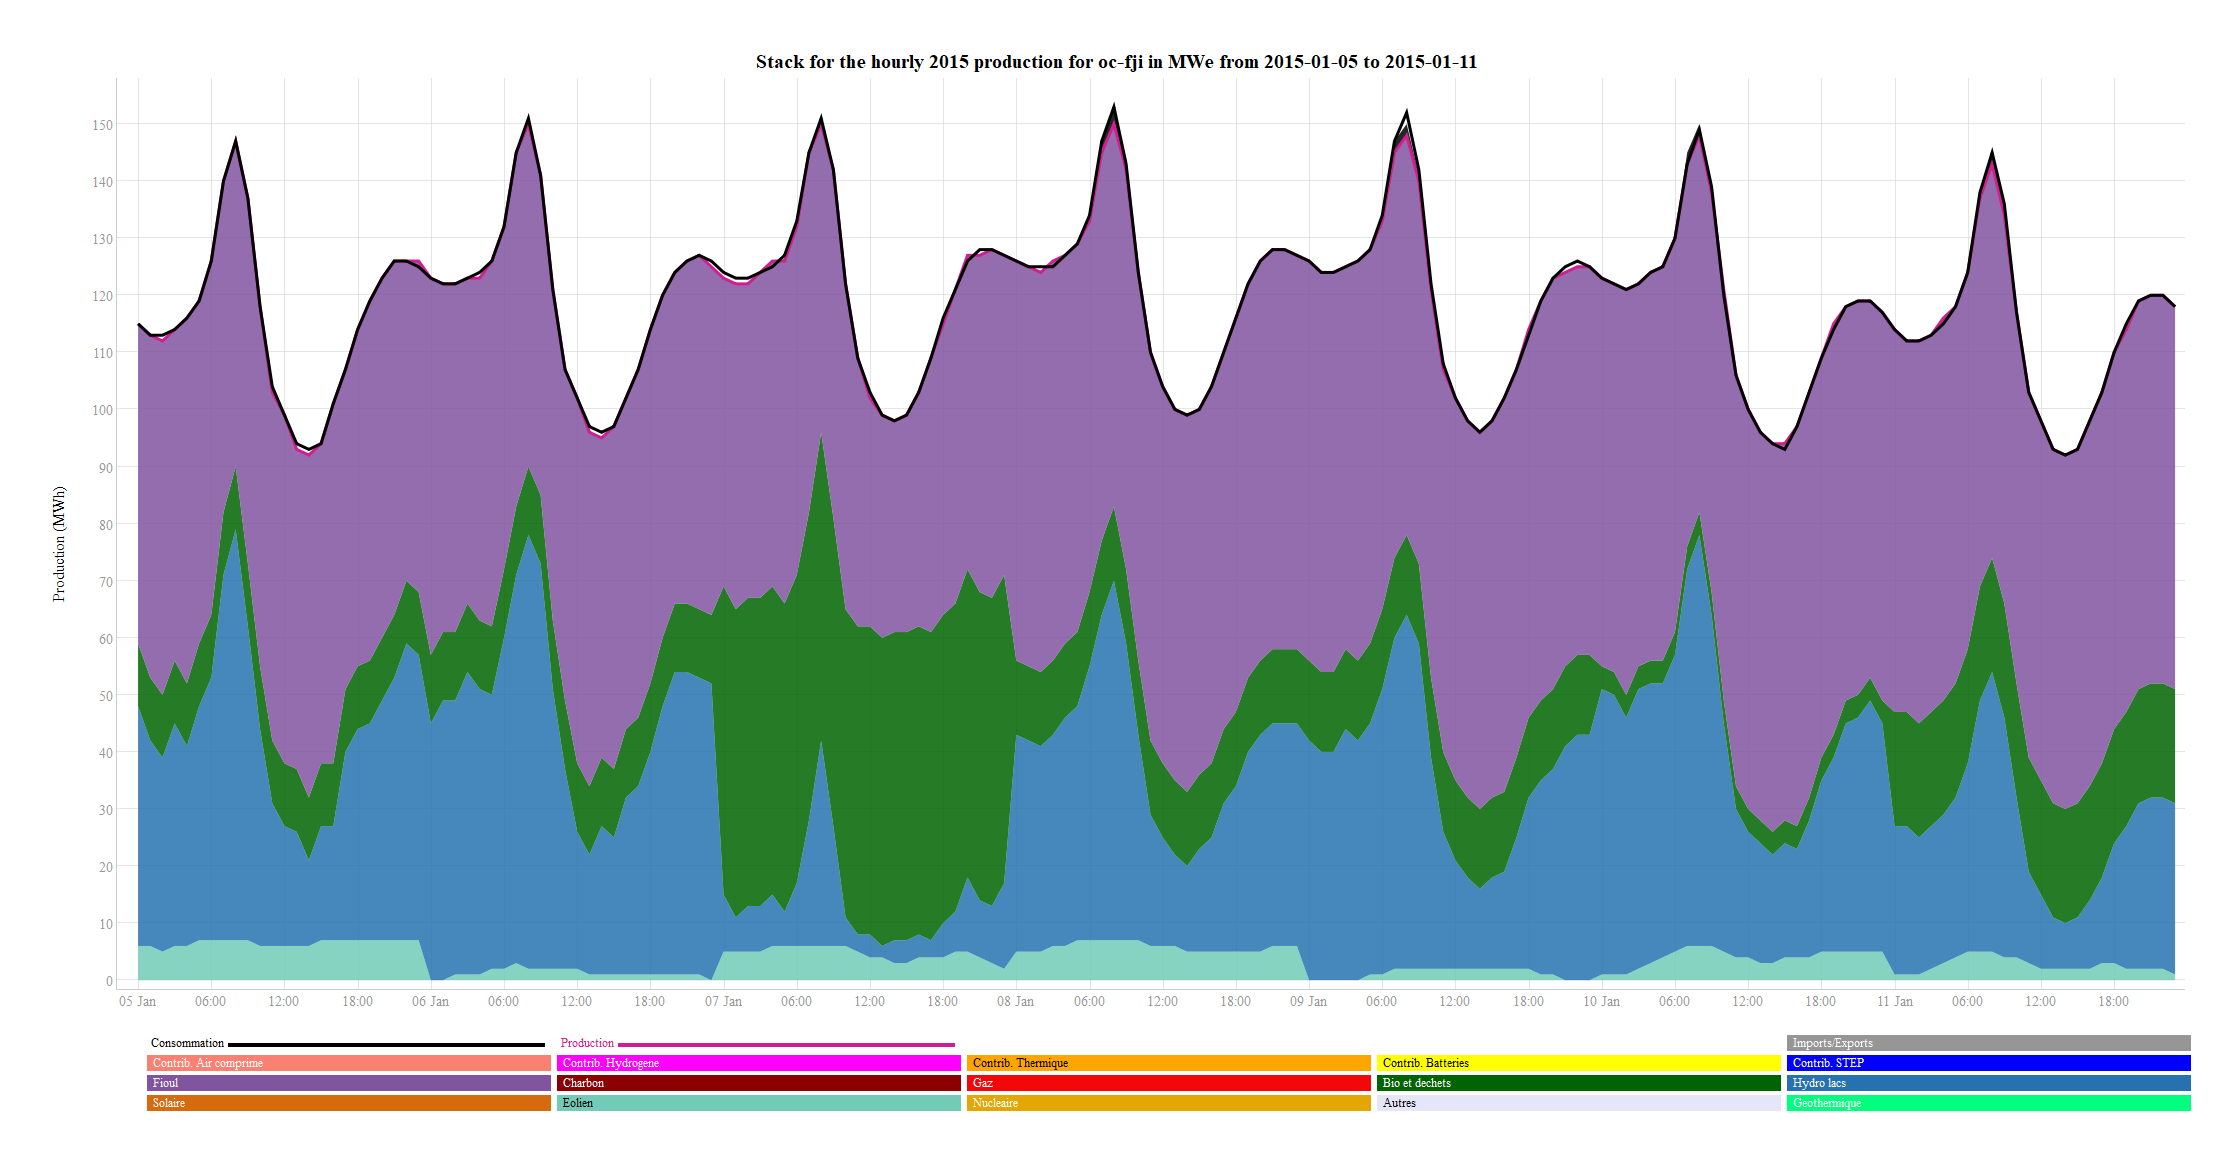 Stack for the hourly 2015 production for oc-fji in MWe from 2015-01-05 to 2015-01-11
Production (MWh)
150
140
130
120
110
100
90
80
70
60
50
40
30
20
10
0
05 Jan 06:00 12:00 18:00 06 Jan 06:00 12:00 18:00 07 Jan 06:00 12:00 18:00 08 Jan 06:00 12:00 18:00 09 Jan 06:00 12:00 18:00 10 Jan 06:00 12:00 18:00 11 Jan 06:00 12:00 18:00
Consommation Production Imports/Exports
Contrib. Air comprime Contrib. Hydrogene Contrib. Thermique Contrib. Batteries Contrib. STEP
Fioul Charbon Gaz Bio et dechets Hydro lacs
Solaire Eolien Nucleaire Autres Geothermique